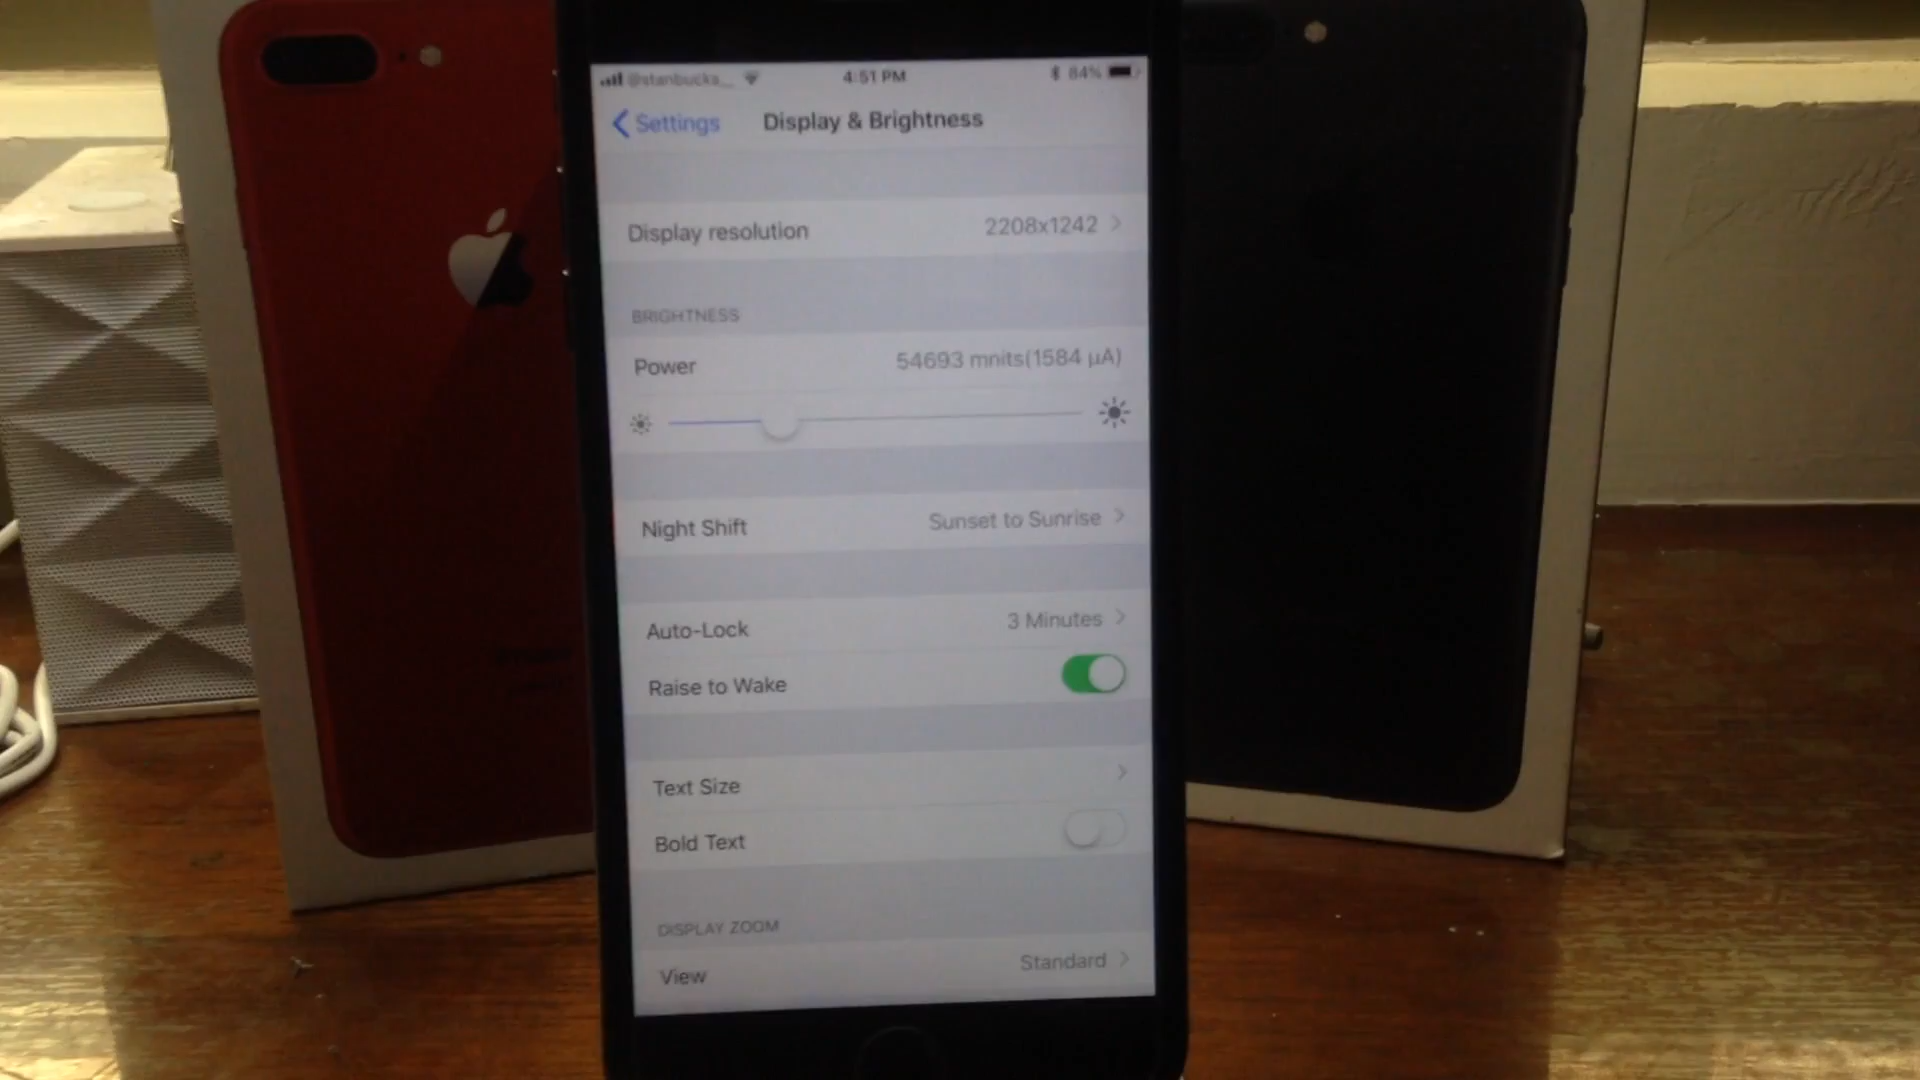 @stanbucka_ 4:51 PM 84%
Settings Display & Brightness
Display resolution 2208x1242
BRIGHTNESS
Power 54693 mnits(1584 µA)
Night Shift Sunset to Sunrise
Auto-Lock 3 Minutes
Raise to Wake
Text Size
Bold Text
DISPLAY ZOOM
View Standard